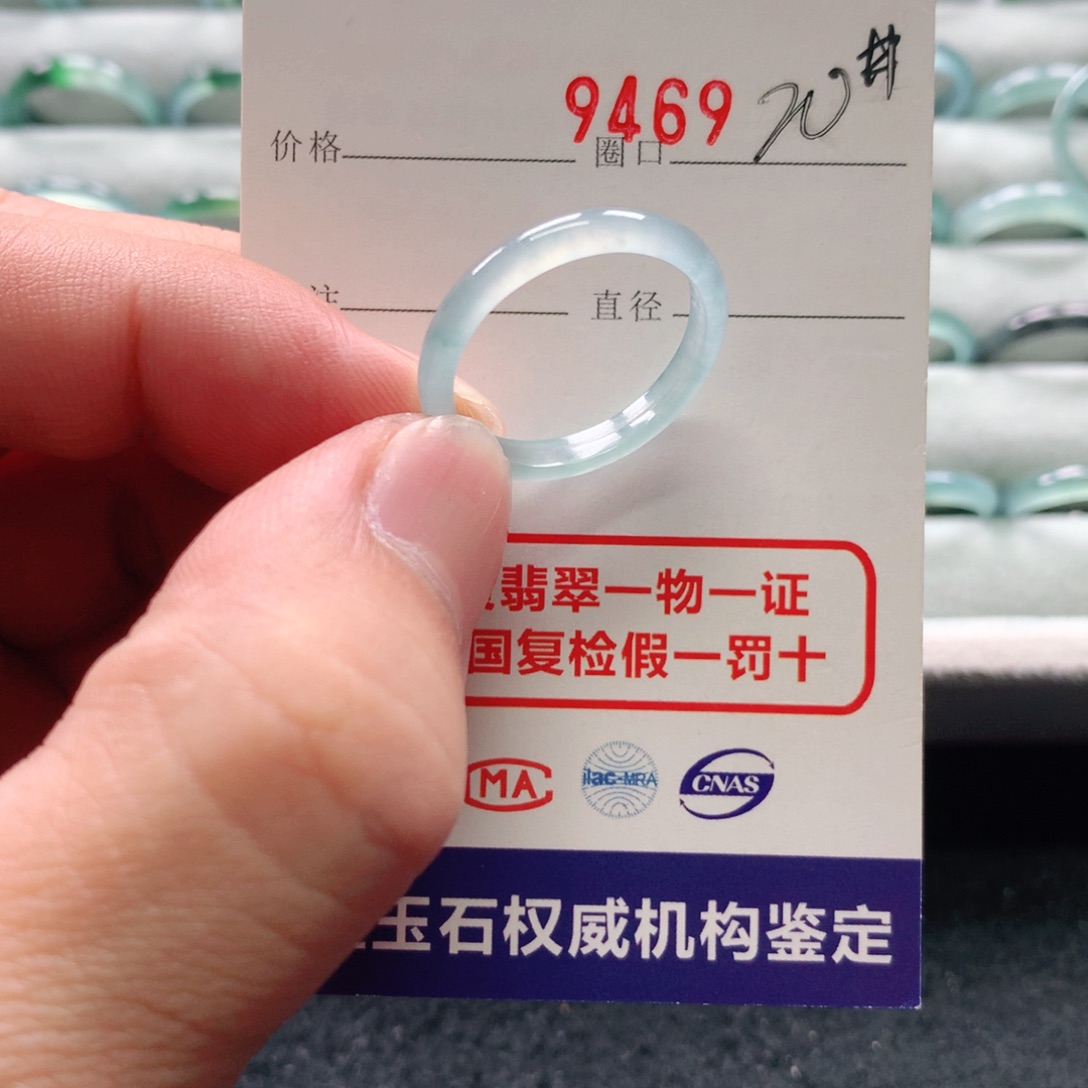 9469 20#
价格 圈口
注 直径
翡翠一物一证
国复检假一罚十
MA ilac-MRA CNAS
玉石权威机构鉴定